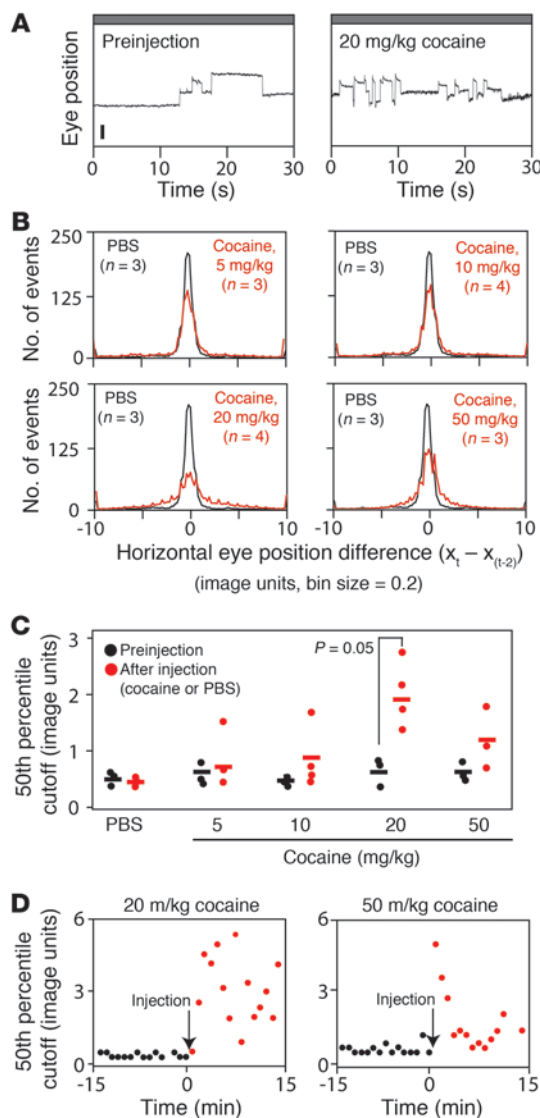 A
Preinjection
20 mg/kg cocaine
Eye position
0 10 20 30
0 10 20 30
Time (s)
Time (s)
B
250
125
0
No. of events
PBS
(n = 3)
Cocaine,
5 mg/kg
(n = 3)
PBS
(n = 3)
Cocaine,
10 mg/kg
(n = 4)
250
125
0
No. of events
PBS
(n = 3)
Cocaine,
20 mg/kg
(n = 4)
PBS
(n = 3)
Cocaine,
50 mg/kg
(n = 3)
-10 0 10
-10 0 10
Horizontal eye position difference (x_t – x_(t-2))
(image units, bin size = 0.2)
C
50th percentile
cutoff (image units)
3
2
1
0
Preinjection
After injection
(cocaine or PBS)
P = 0.05
PBS 5 10 20 50
Cocaine (mg/kg)
D
20 m/kg cocaine
50 m/kg cocaine
50th percentile
cutoff (image units)
6
3
0
Injection
6
3
0
Injection
-15 0 15
-15 0 15
Time (min)
Time (min)